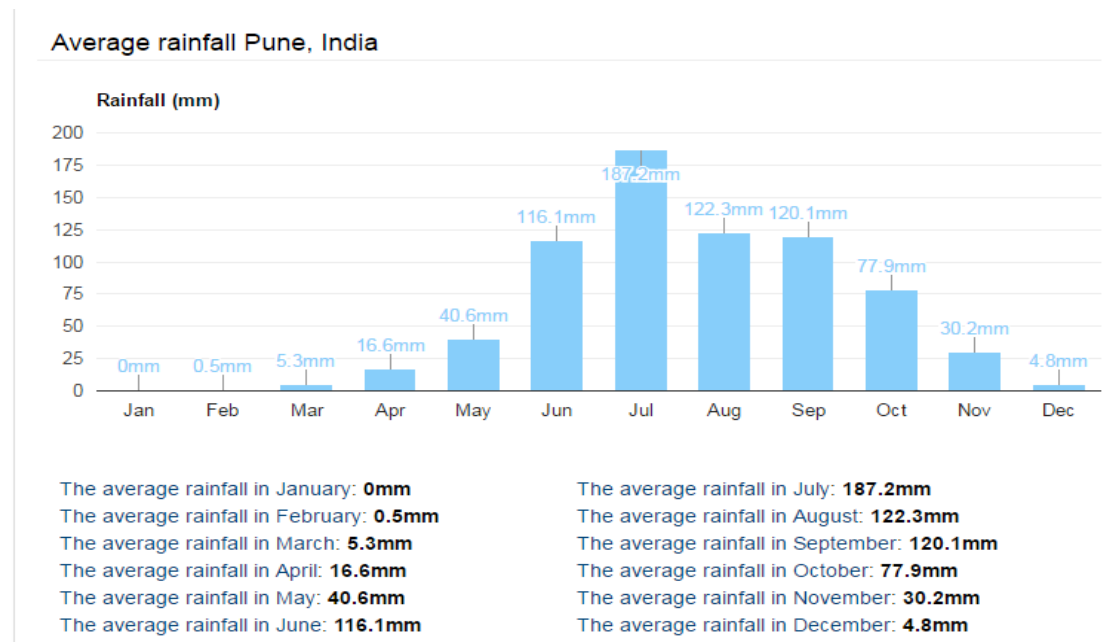 Average rainfall Pune, India
Rainfall (mm)
200
175
150
125
100
75
50
25
0
0mm
0.5mm
5.3mm
16.6mm
40.6mm
116.1mm
187.2mm
122.3mm
120.1mm
77.9mm
30.2mm
4.8mm
Jan Feb Mar Apr May Jun Jul Aug Sep Oct Nov Dec
The average rainfall in January: 0mm
The average rainfall in February: 0.5mm
The average rainfall in March: 5.3mm
The average rainfall in April: 16.6mm
The average rainfall in May: 40.6mm
The average rainfall in June: 116.1mm
The average rainfall in July: 187.2mm
The average rainfall in August: 122.3mm
The average rainfall in September: 120.1mm
The average rainfall in October: 77.9mm
The average rainfall in November: 30.2mm
The average rainfall in December: 4.8mm